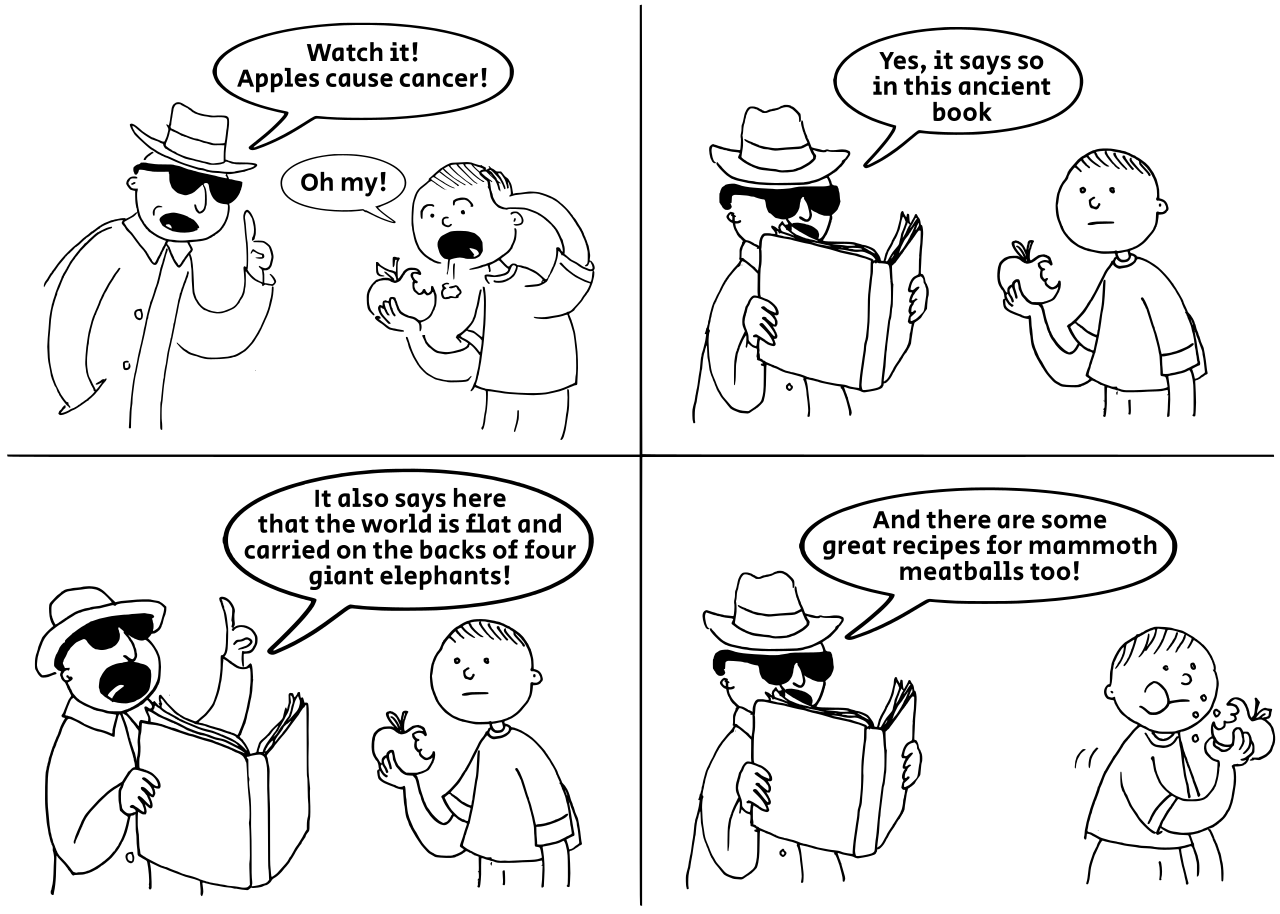 Watch it!
Apples cause cancer!
Oh my!
Yes, it says so
in this ancient
book
It also says here
that the world is flat and
carried on the backs of four
giant elephants!
And there are some
great recipes for mammoth
meatballs too!